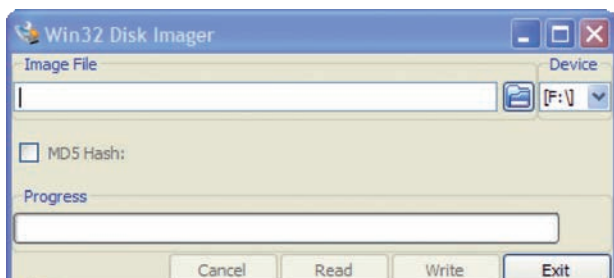 Win32 Disk Imager
Image File
Device
[F:\]
MD5 Hash:
Progress
Cancel Read Write Exit